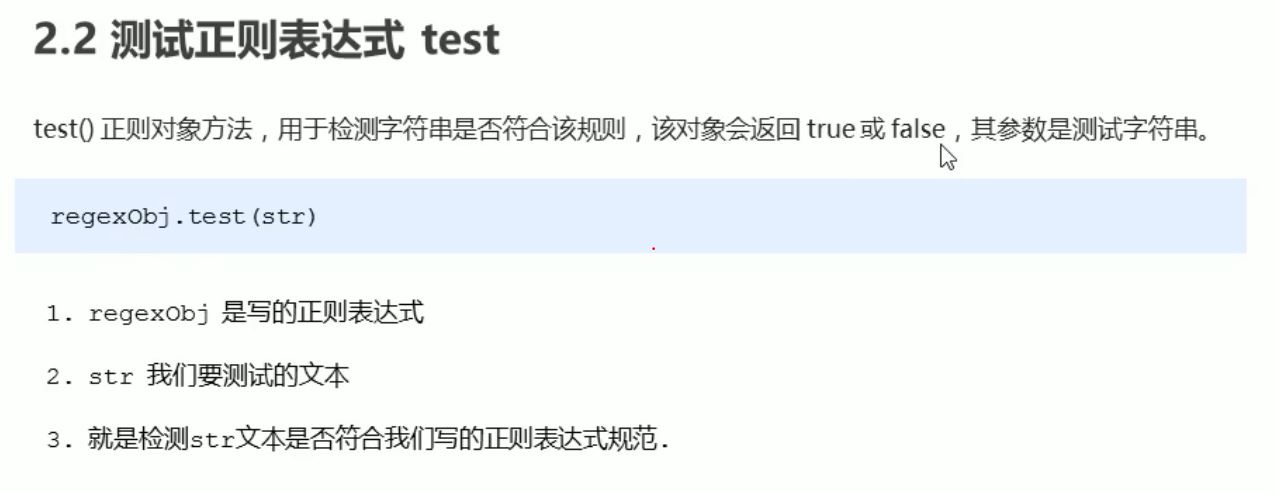 2.2 测试正则表达式 test
test() 正则对象方法，用于检测字符串是否符合该规则，该对象会返回 true 或 false，其参数是测试字符串。
regexObj.test(str)
1. regexObj 是写的正则表达式
2. str 我们要测试的文本
3. 就是检测str文本是否符合我们写的正则表达式规范.